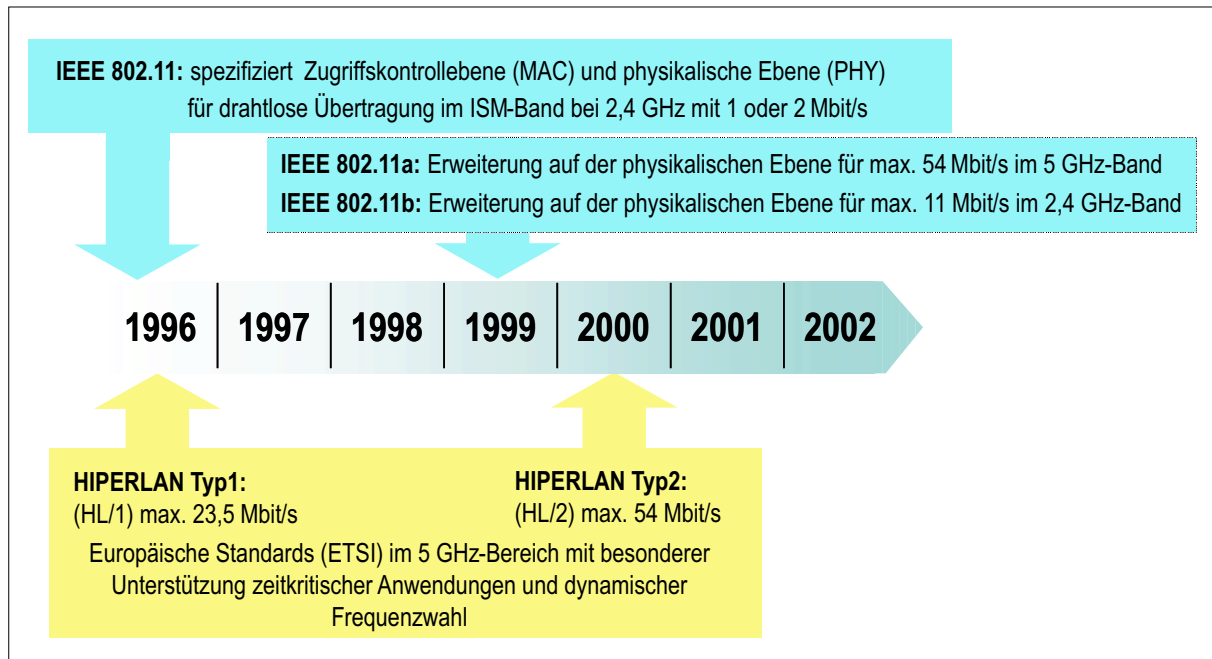 IEEE 802.11: spezifiziert Zugriffskontrollebene (MAC) und physikalische Ebene (PHY)
für drahtlose Übertragung im ISM-Band bei 2,4 GHz mit 1 oder 2 Mbit/s
IEEE 802.11a: Erweiterung auf der physikalischen Ebene für max. 54 Mbit/s im 5 GHz-Band
IEEE 802.11b: Erweiterung auf der physikalischen Ebene für max. 11 Mbit/s im 2,4 GHz-Band
1996 1997 1998 1999 2000 2001 2002
HIPERLAN Typ1:
(HL/1) max. 23,5 Mbit/s
HIPERLAN Typ2:
(HL/2) max. 54 Mbit/s
Europäische Standards (ETSI) im 5 GHz-Bereich mit besonderer
Unterstützung zeitkritischer Anwendungen und dynamischer
Frequenzwahl